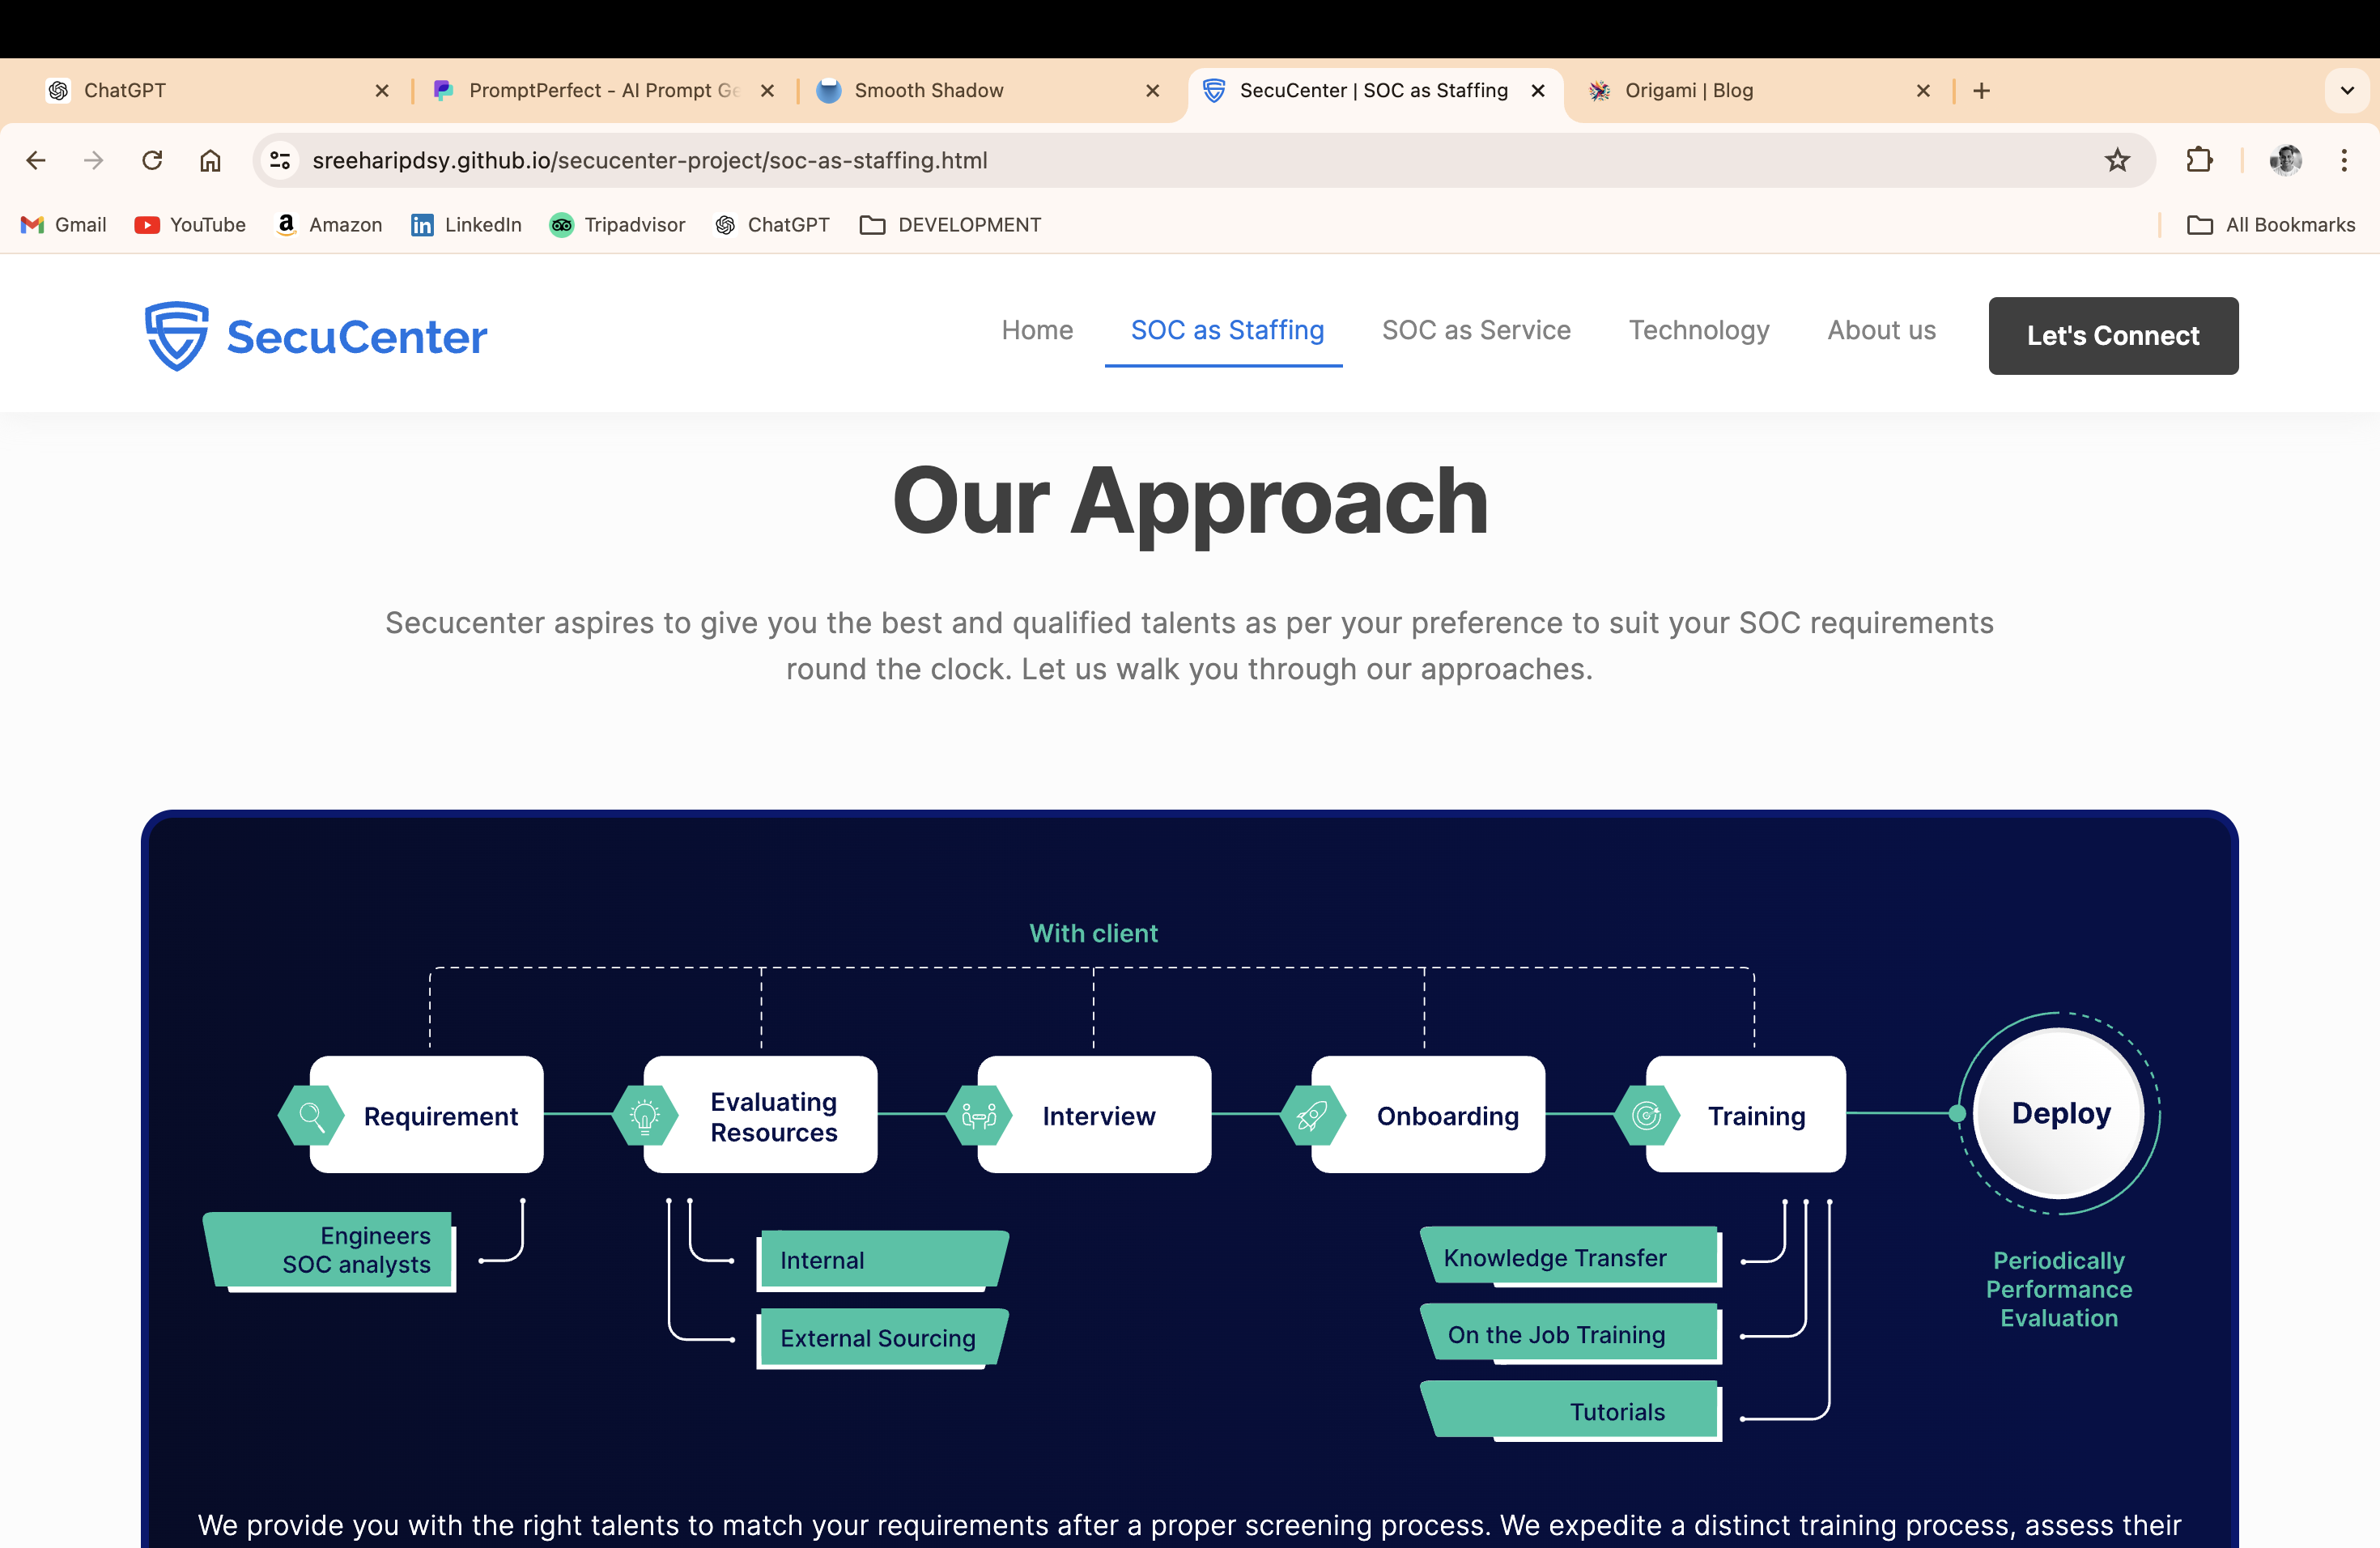 ChatGPT
PromptPerfect - AI Prompt Ge
Smooth Shadow
SecuCenter | SOC as Staffing
Origami | Blog
sreeharipdsy.github.io/secucenter-project/soc-as-staffing.html
Gmail
YouTube
Amazon
LinkedIn
Tripadvisor
ChatGPT
DEVELOPMENT
All Bookmarks
SecuCenter
Home
SOC as Staffing
SOC as Service
Technology
About us
Let's Connect
Our Approach
Secucenter aspires to give you the best and qualified talents as per your preference to suit your SOC requirements
round the clock. Let us walk you through our approaches.
With client
Requirement
Evaluating
Resources
Interview
Onboarding
Training
Deploy
Engineers
SOC analysts
Internal
External Sourcing
Knowledge Transfer
On the Job Training
Tutorials
Periodically
Performance
Evaluation
We provide you with the right talents to match your requirements after a proper screening process. We expedite a distinct training process, assess their